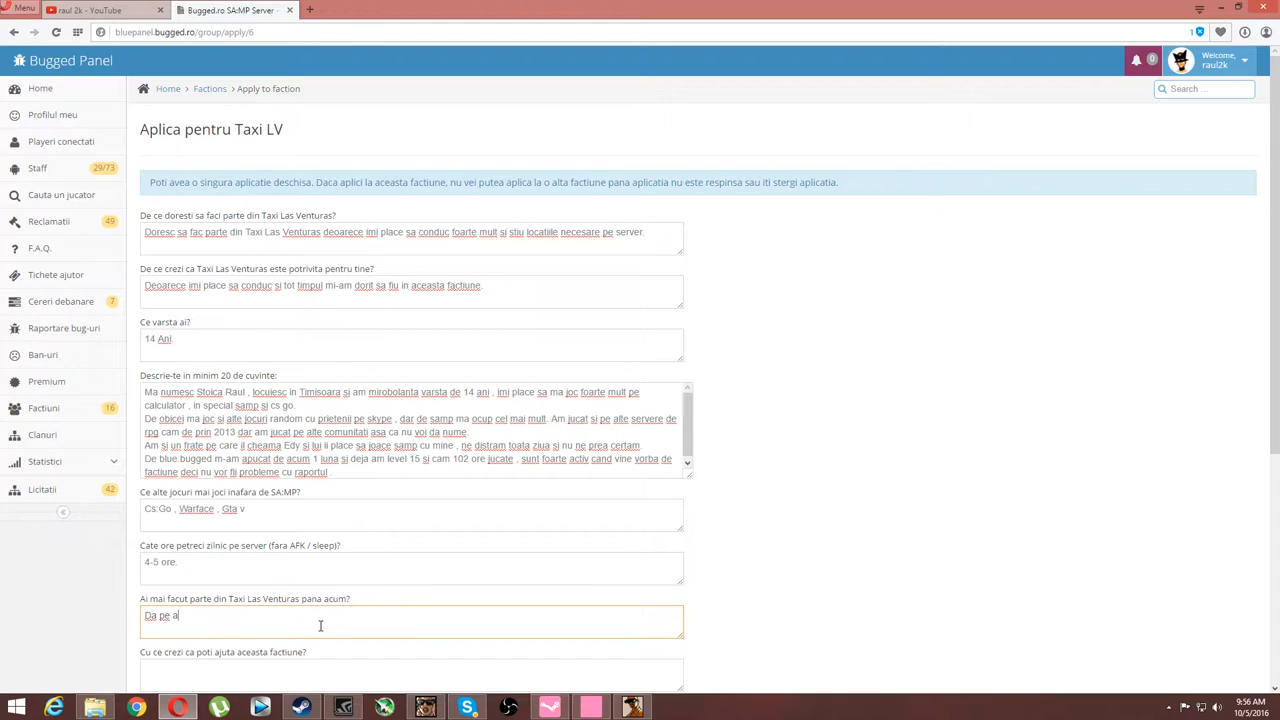 Menu
raul 2k - YouTube
Bugged.ro SA:MP Server -
bluepanel.bugged.ro/group/apply/6
1
Bugged Panel
0
Welcome,
raul2k
Home
Home
Factions
Apply to faction
Search ...
Profilul meu
Playeri conectati
Staff
29/73
Cauta un jucator
Reclamatii
49
F.A.Q.
Tichete ajutor
Cereri debanare
7
Raportare bug-uri
Ban-uri
Premium
Factiuni
16
Clanuri
Statistici
Licitatii
42
Aplica pentru Taxi LV
Poti avea o singura aplicatie deschisa. Daca aplici la aceasta factiune, nu vei putea aplica la o alta factiune pana aplicatia nu este respinsa sau iti stergi aplicatia.
De ce doresti sa faci parte din Taxi Las Venturas?
Doresc sa fac parte din Taxi Las Venturas deoarece imi place sa conduc foarte mult si stiu locatiile necesare pe server.
De ce crezi ca Taxi Las Venturas este potrivita pentru tine?
Deoarece imi place sa conduc si tot timpul mi-am dorit sa fiu in aceasta factiune.
Ce varsta ai?
14 Ani.
Descrie-te in minim 20 de cuvinte:
Ma numesc Stoica Raul , locuiesc in Timisoara si am mirobolanta varsta de 14 ani , imi place sa ma joc foarte mult pe
calculator , in special samp si cs go.
De obicei ma joc si alte jocuri random cu prietenii pe skype , dar de samp ma ocup cel mai mult. Am jucat si pe alte servere de
rpg cam de prin 2013 dar am jucat pe alte comunitati asa ca nu voi da nume.
Am si un frate pe care il cheama Edy si lui ii place sa joace samp cu mine , ne distram toata ziua si nu ne prea certam.
De blue.bugged m-am apucat de acum 1 luna si deja am level 15 si cam 102 ore jucate , sunt foarte activ cand vine vorba de
factiune deci nu vor fii probleme cu raportul .
Ce alte jocuri mai joci inafara de SA:MP?
Cs:Go , Warface , Gta v
Cate ore petreci zilnic pe server (fara AFK / sleep)?
4-5 ore.
Ai mai facut parte din Taxi Las Venturas pana acum?
Da pe a
Cu ce crezi ca poti ajuta aceasta factiune?
9:56 AM
10/5/2016